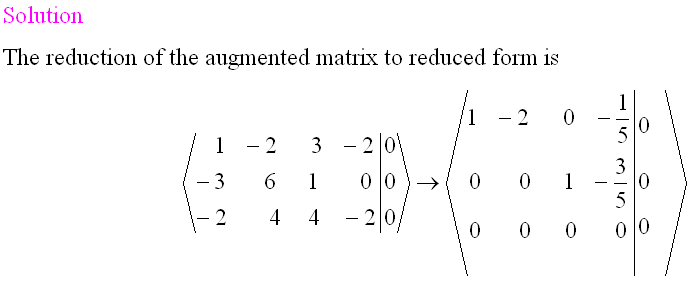 Solution
The reduction of the augmented matrix to reduced form is
⟨ 1 − 2 3 − 2 | 0 ⟩ → ⟨ 1 − 2 0 − 1/5 | 0 ⟩
⟨ − 3 6 1 0 | 0 ⟩ → ⟨ 0 0 1 − 3/5 | 0 ⟩
⟨ − 2 4 4 − 2 | 0 ⟩ → ⟨ 0 0 0 0 | 0 ⟩